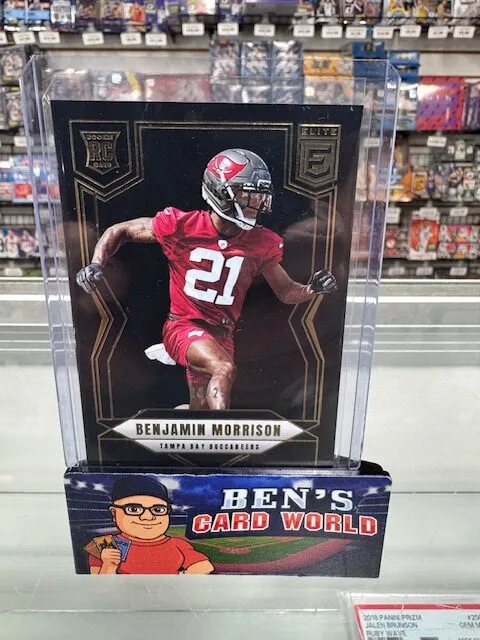 ROOKIE
RC
CARD
ELITE
E
21
BENJAMIN MORRISON
TAMPA BAY BUCCANEERS
BEN'S
CARD WORLD
2018 PANINI PRIZM
JALEN BRUNSON
RUBY WAVE
GEM M